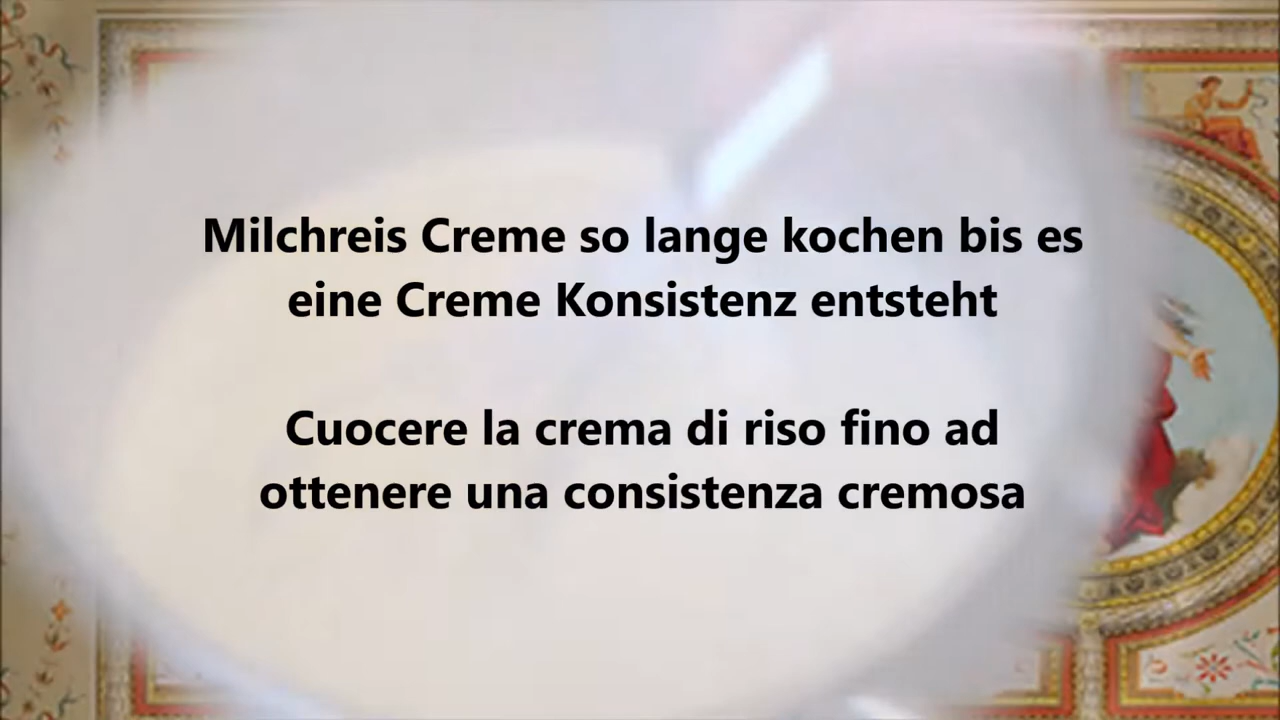 Milchreis Creme so lange kochen bis es
eine Creme Konsistenz entsteht
Cuocere la crema di riso fino ad
ottenere una consistenza cremosa